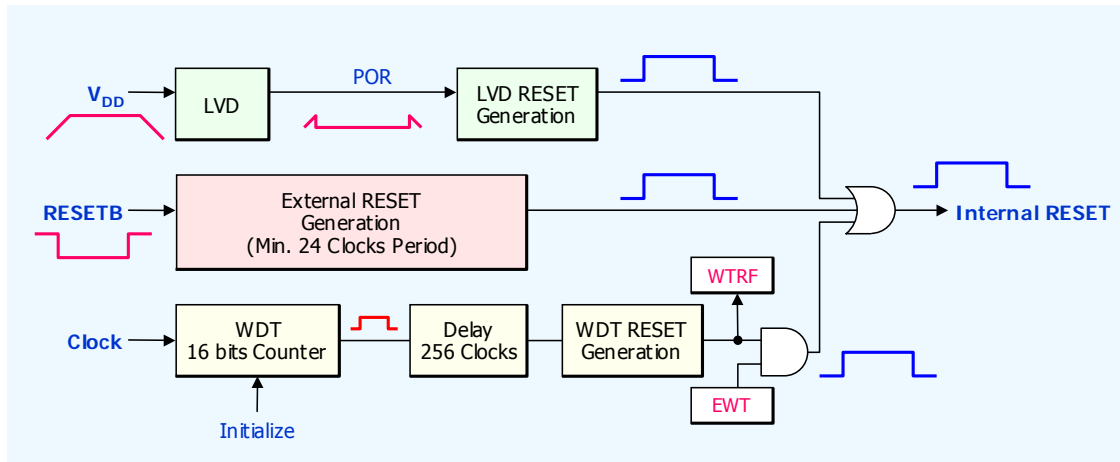 V_DD
LVD
POR
LVD RESET
Generation
RESETB
External RESET
Generation
(Min. 24 Clocks Period)
Internal RESET
WTRF
Clock
WDT
16 bits Counter
Delay
256 Clocks
WDT RESET
Generation
EWT
Initialize